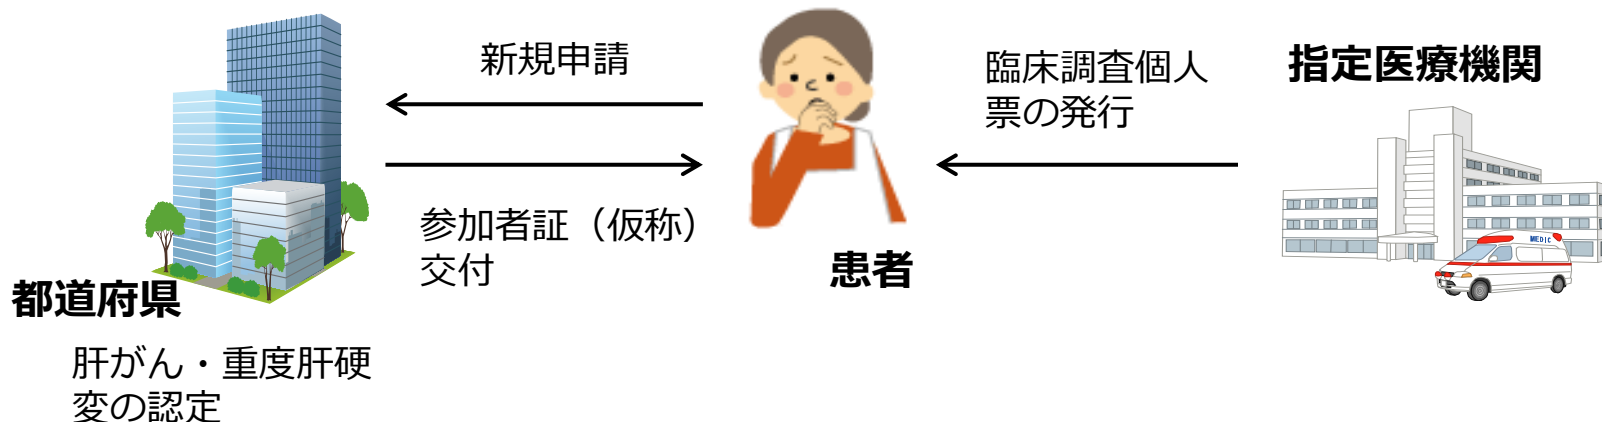 新規申請
臨床調査個人
票の発行
指定医療機関
参加者証（仮称）
交付
患者
MEDIC
都道府県
肝がん・重度肝硬
変の認定